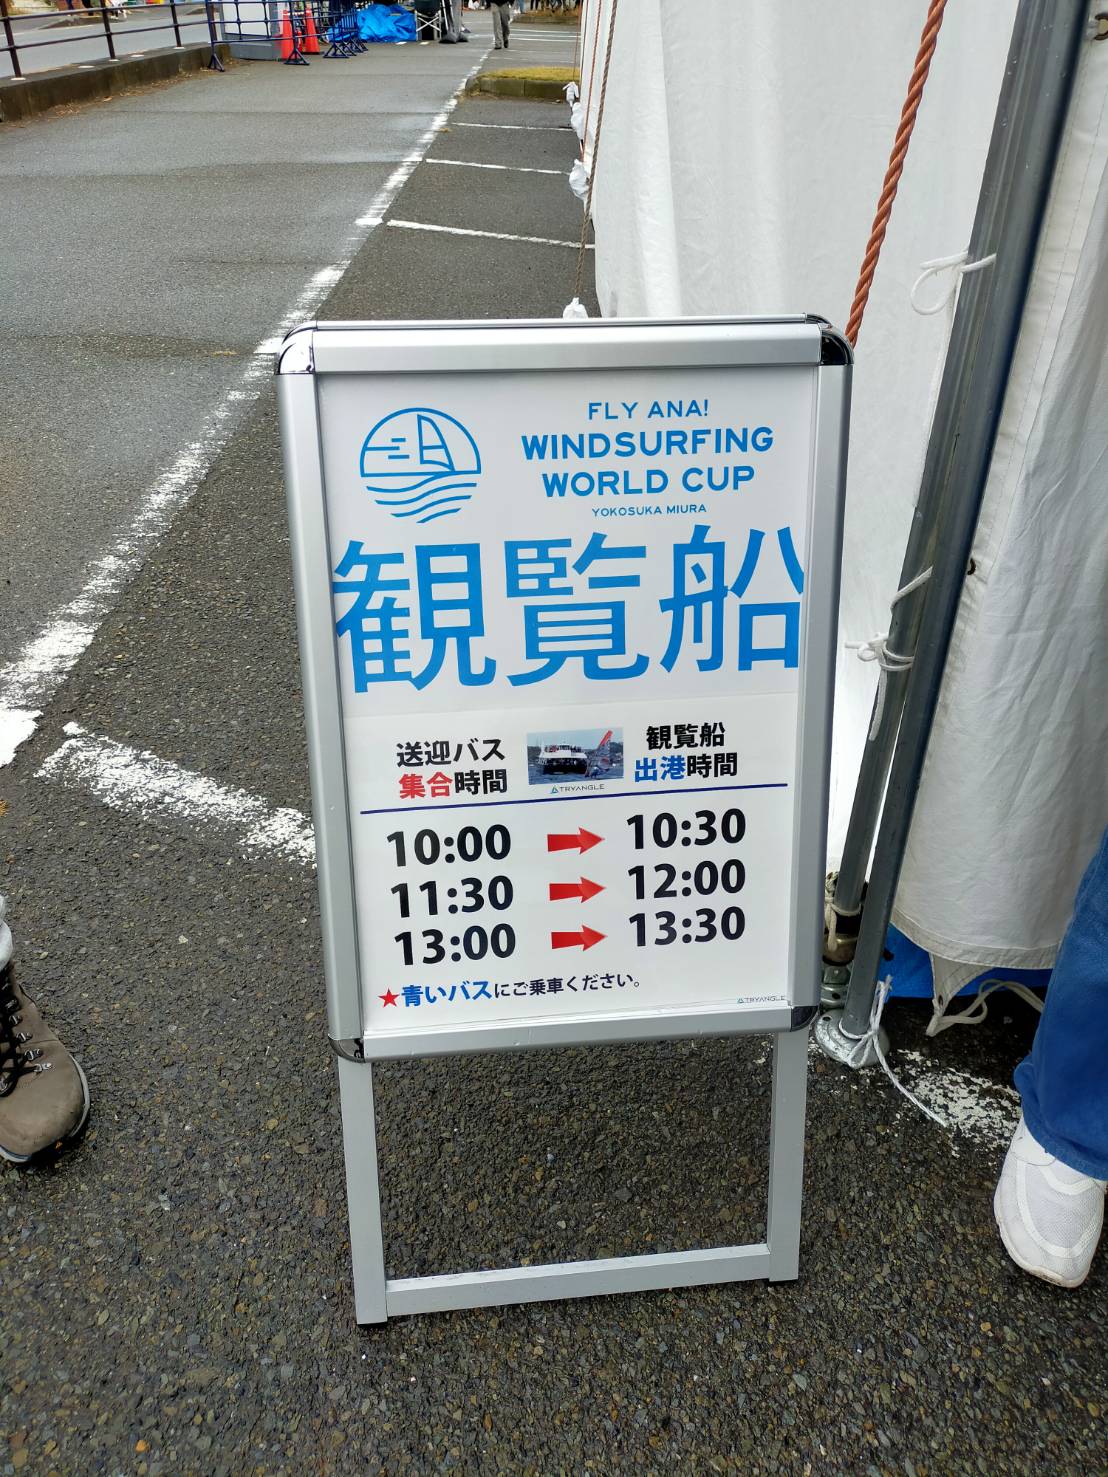 FLY ANA!
WINDSURFING
WORLD CUP
YOKOSUKA MIURA
観覧船
送迎バス
集合時間
TRYANGLE
観覧船
出港時間
10:00 10:30
11:30 12:00
13:00 13:30
★青いバスにご乗車ください。
TRYANGLE